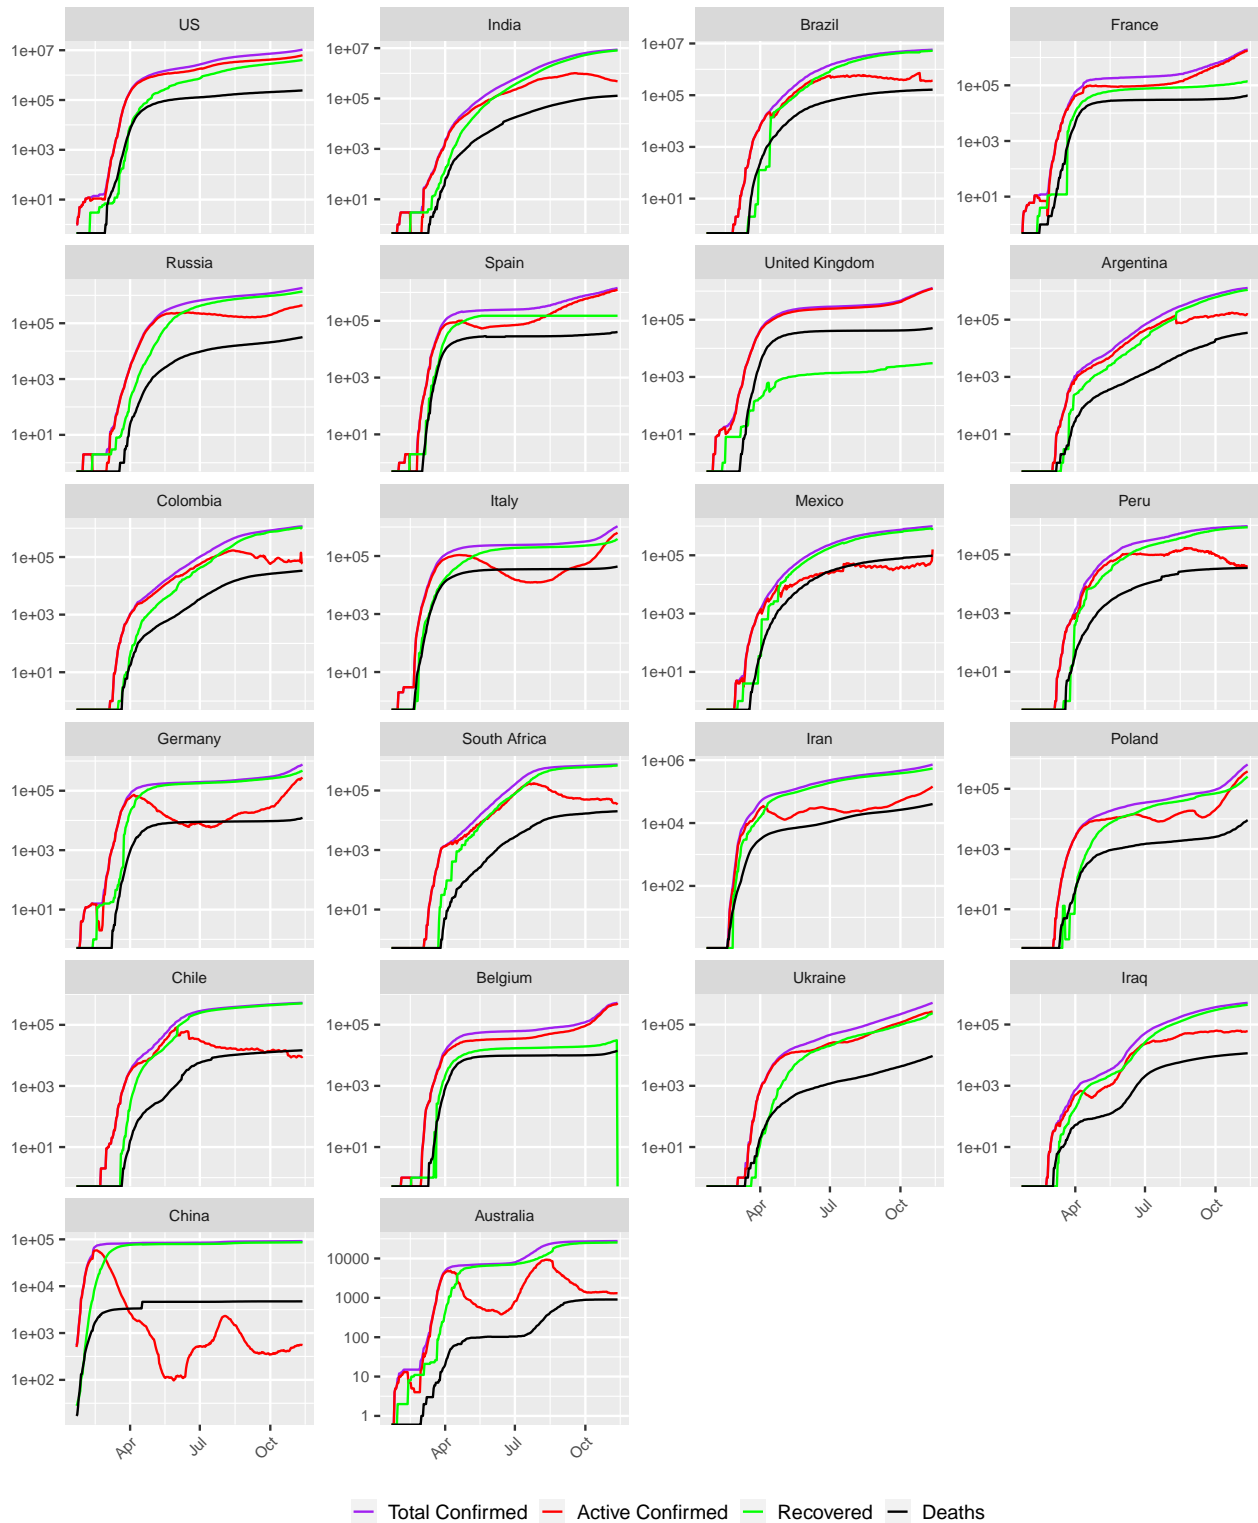 US India Brazil France
1e+07
1e+05
1e+03
1e+01
1e+07
1e+05
1e+03
1e+01
1e+07
1e+05
1e+03
1e+01
1e+05
1e+03
1e+01
Russia Spain United Kingdom Argentina
1e+05
1e+03
1e+01
1e+05
1e+03
1e+01
1e+05
1e+03
1e+01
1e+05
1e+03
1e+01
Colombia Italy Mexico Peru
1e+05
1e+03
1e+01
1e+05
1e+03
1e+01
1e+05
1e+03
1e+01
1e+05
1e+03
1e+01
Germany South Africa Iran Poland
1e+05
1e+03
1e+01
1e+05
1e+03
1e+01
1e+06
1e+04
1e+02
1e+05
1e+03
1e+01
Chile Belgium Ukraine Iraq
1e+05
1e+03
1e+01
1e+05
1e+03
1e+01
1e+05
1e+03
1e+01
1e+05
1e+03
1e+01
Apr Jul Oct Apr Jul Oct
China Australia
1e+05
1e+04
1e+03
1e+02
10000
1000
100
10
1
Apr Jul Oct Apr Jul Oct
Total Confirmed Active Confirmed Recovered Deaths